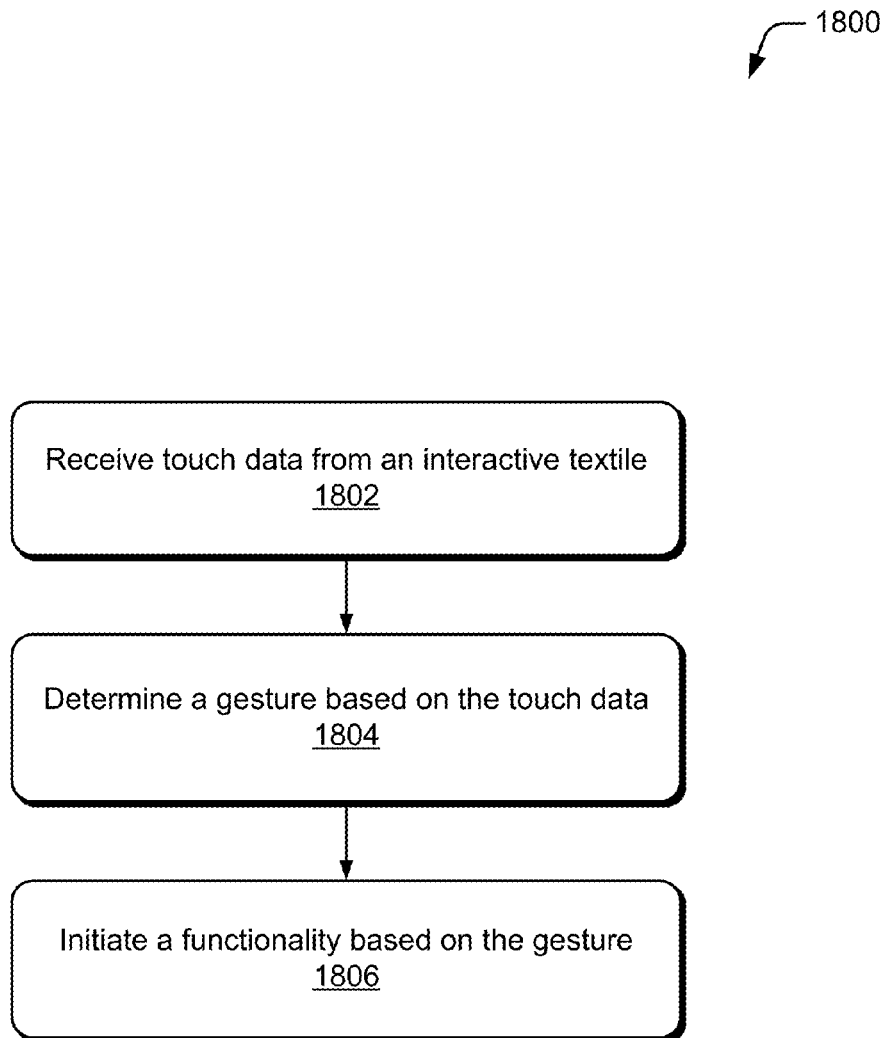 1800
Receive touch data from an interactive textile
1802
Determine a gesture based on the touch data
1804
Initiate a functionality based on the gesture
1806